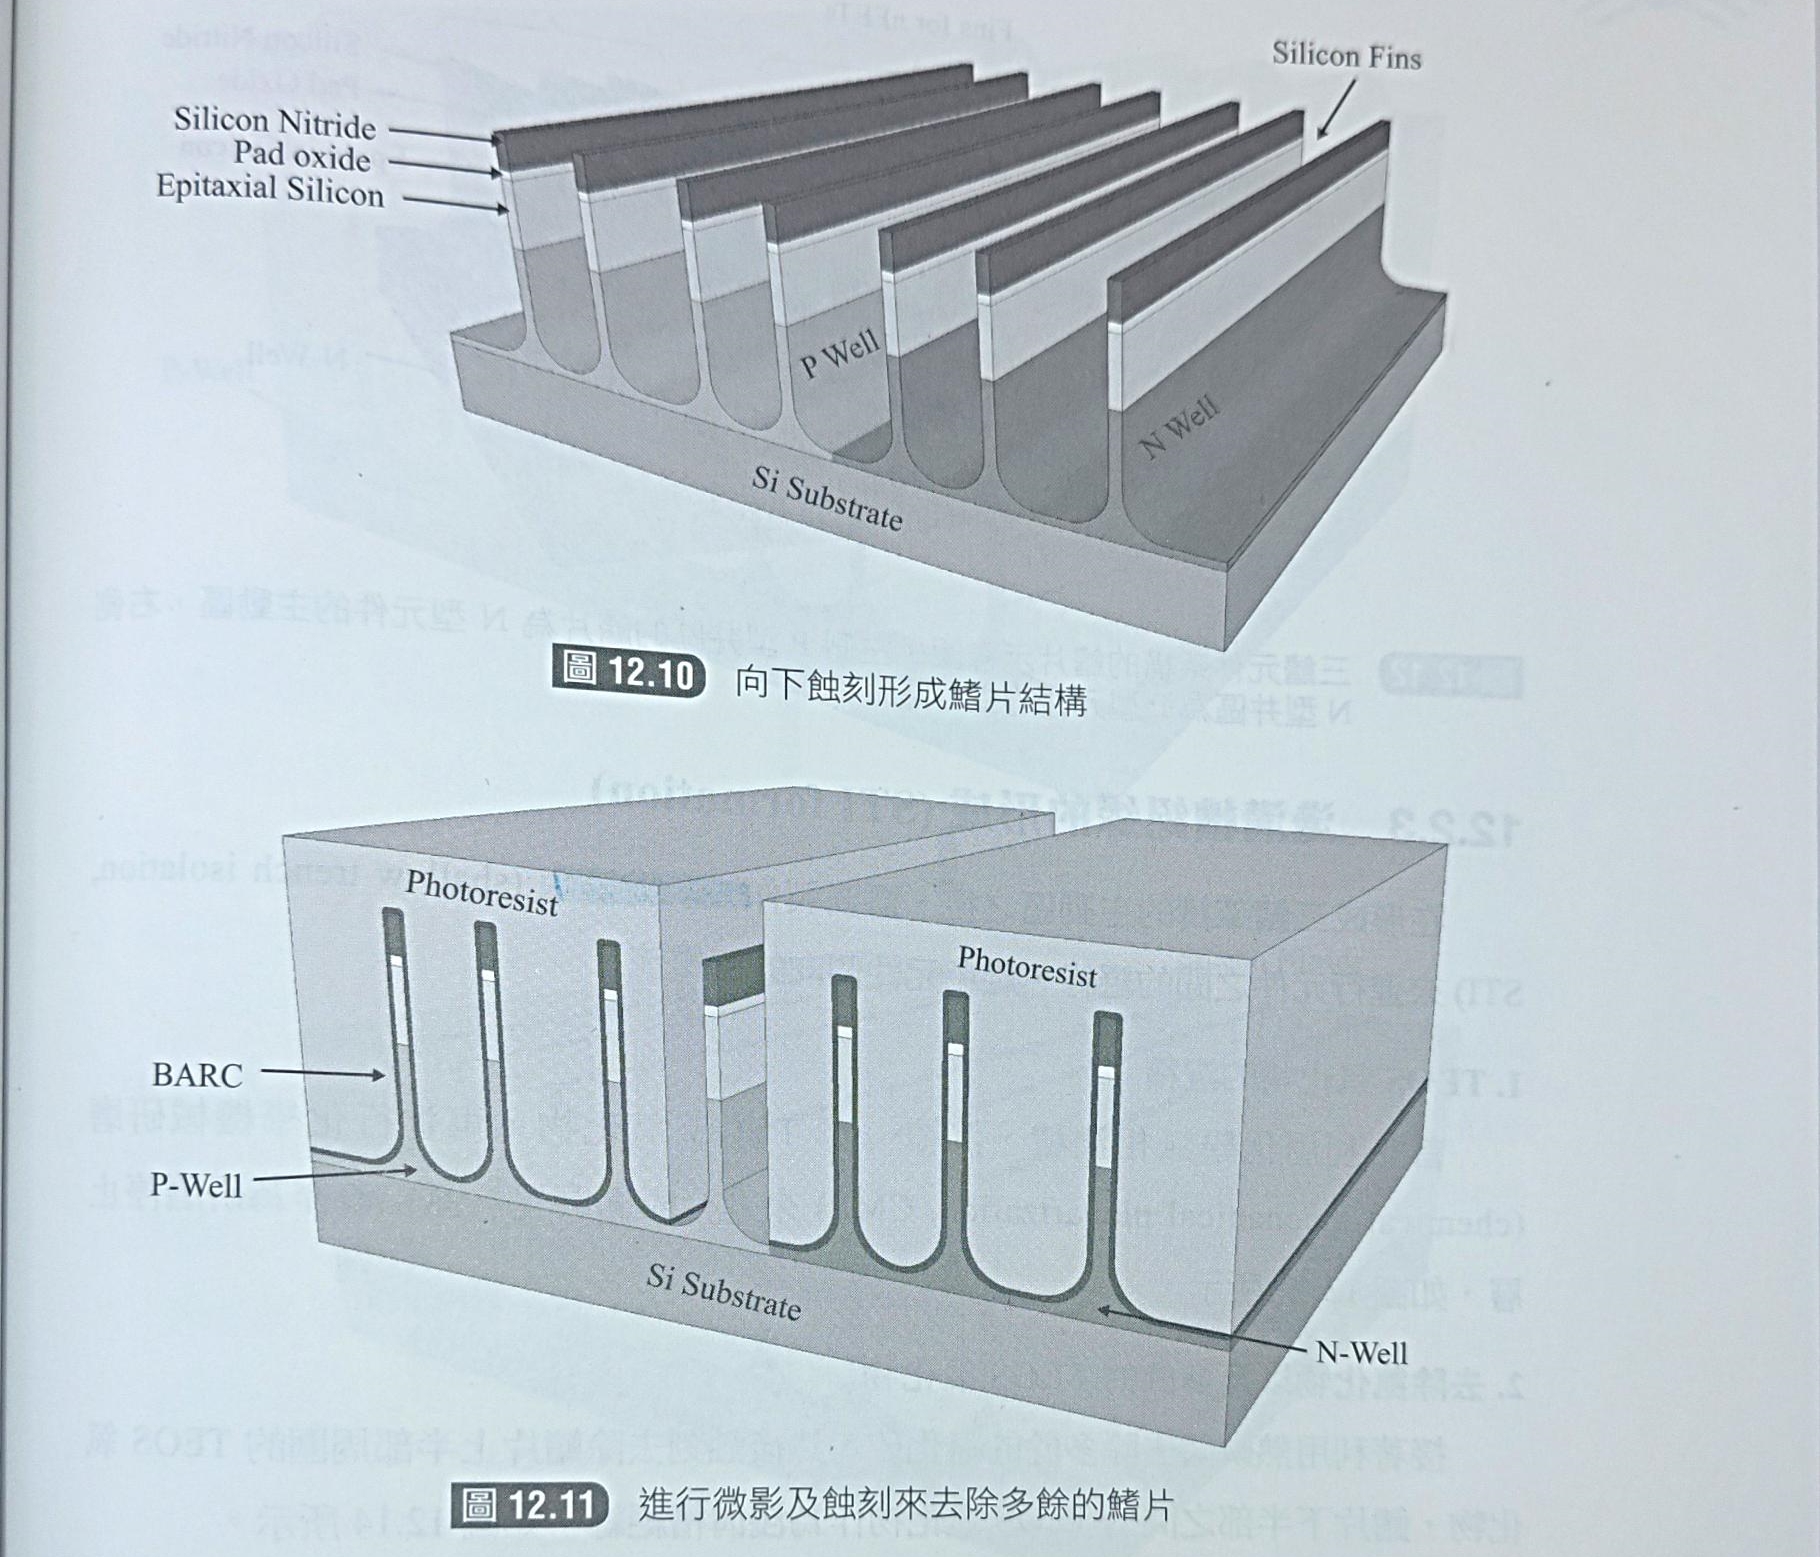 Silicon Fins
Silicon Nitride
Pad oxide
Epitaxial Silicon
P Well
N Well
Si Substrate
圖 12.10 向下蝕刻形成鰭片結構
Photoresist
Photoresist
BARC
P-Well
Si Substrate
N-Well
圖 12.11 進行微影及蝕刻來去除多餘的鰭片